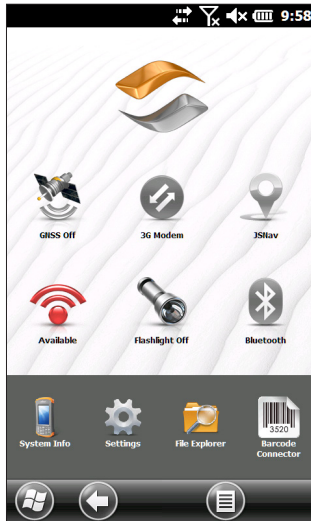 9:58
GNSS Off 3G Modem JSNav
Available Flashlight Off Bluetooth
3520
System Info Settings File Explorer Barcode
Connector